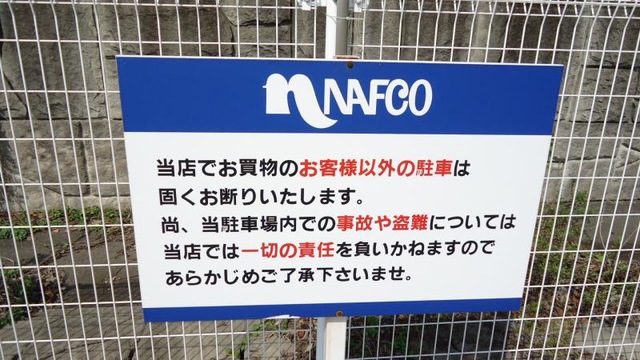 NAFCO
当店でお買物のお客様以外の駐車は
固くお断りいたします。
尚、当駐車場内での事故や盗難については
当店では一切の責任を負いかねますので
あらかじめご了承下さいませ。